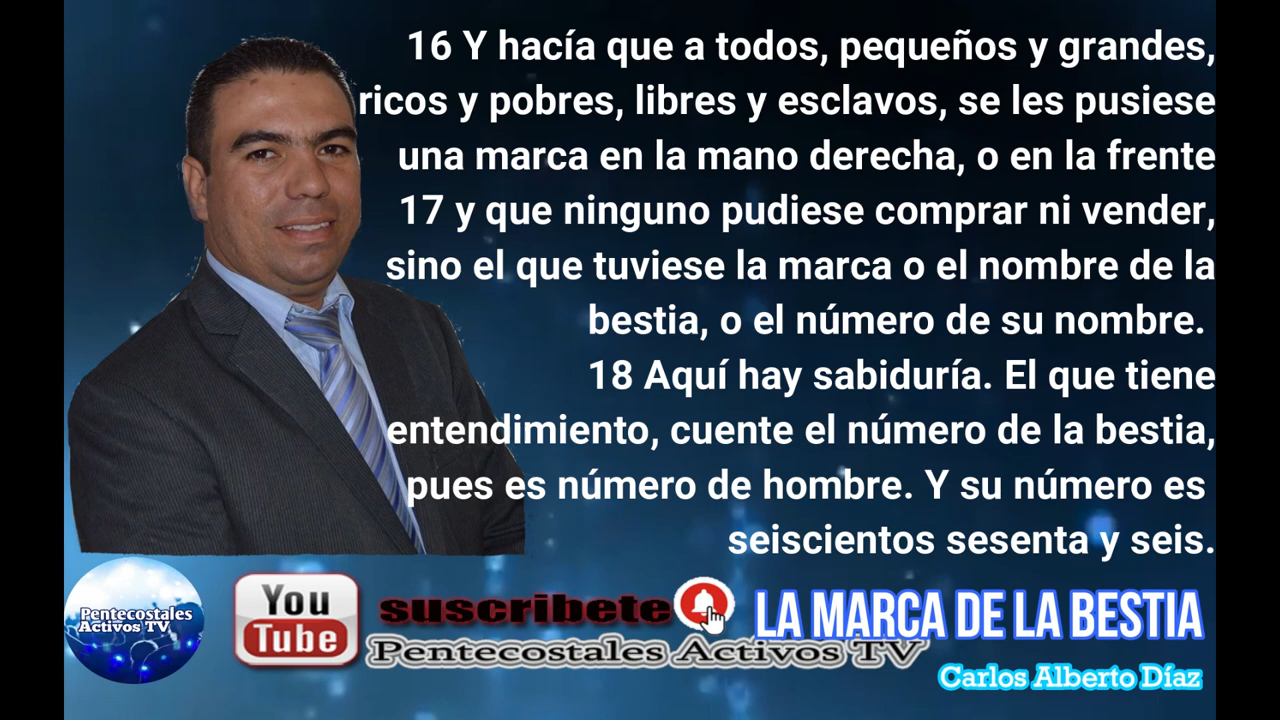 16 Y hacía que a todos, pequeños y grandes,
ricos y pobres, libres y esclavos, se les pusiese
una marca en la mano derecha, o en la frente
17 y que ninguno pudiese comprar ni vender,
sino el que tuviese la marca o el nombre de la
bestia, o el número de su nombre.
18 Aquí hay sabiduría. El que tiene
entendimiento, cuente el número de la bestia,
pues es número de hombre. Y su número es
seiscientos sesenta y seis.
Pentecostales
Activos TV
You
Tube
suscribete
Pentecostales Activos TV
LA MARCA DE LA BESTIA
Carlos Alberto Díaz